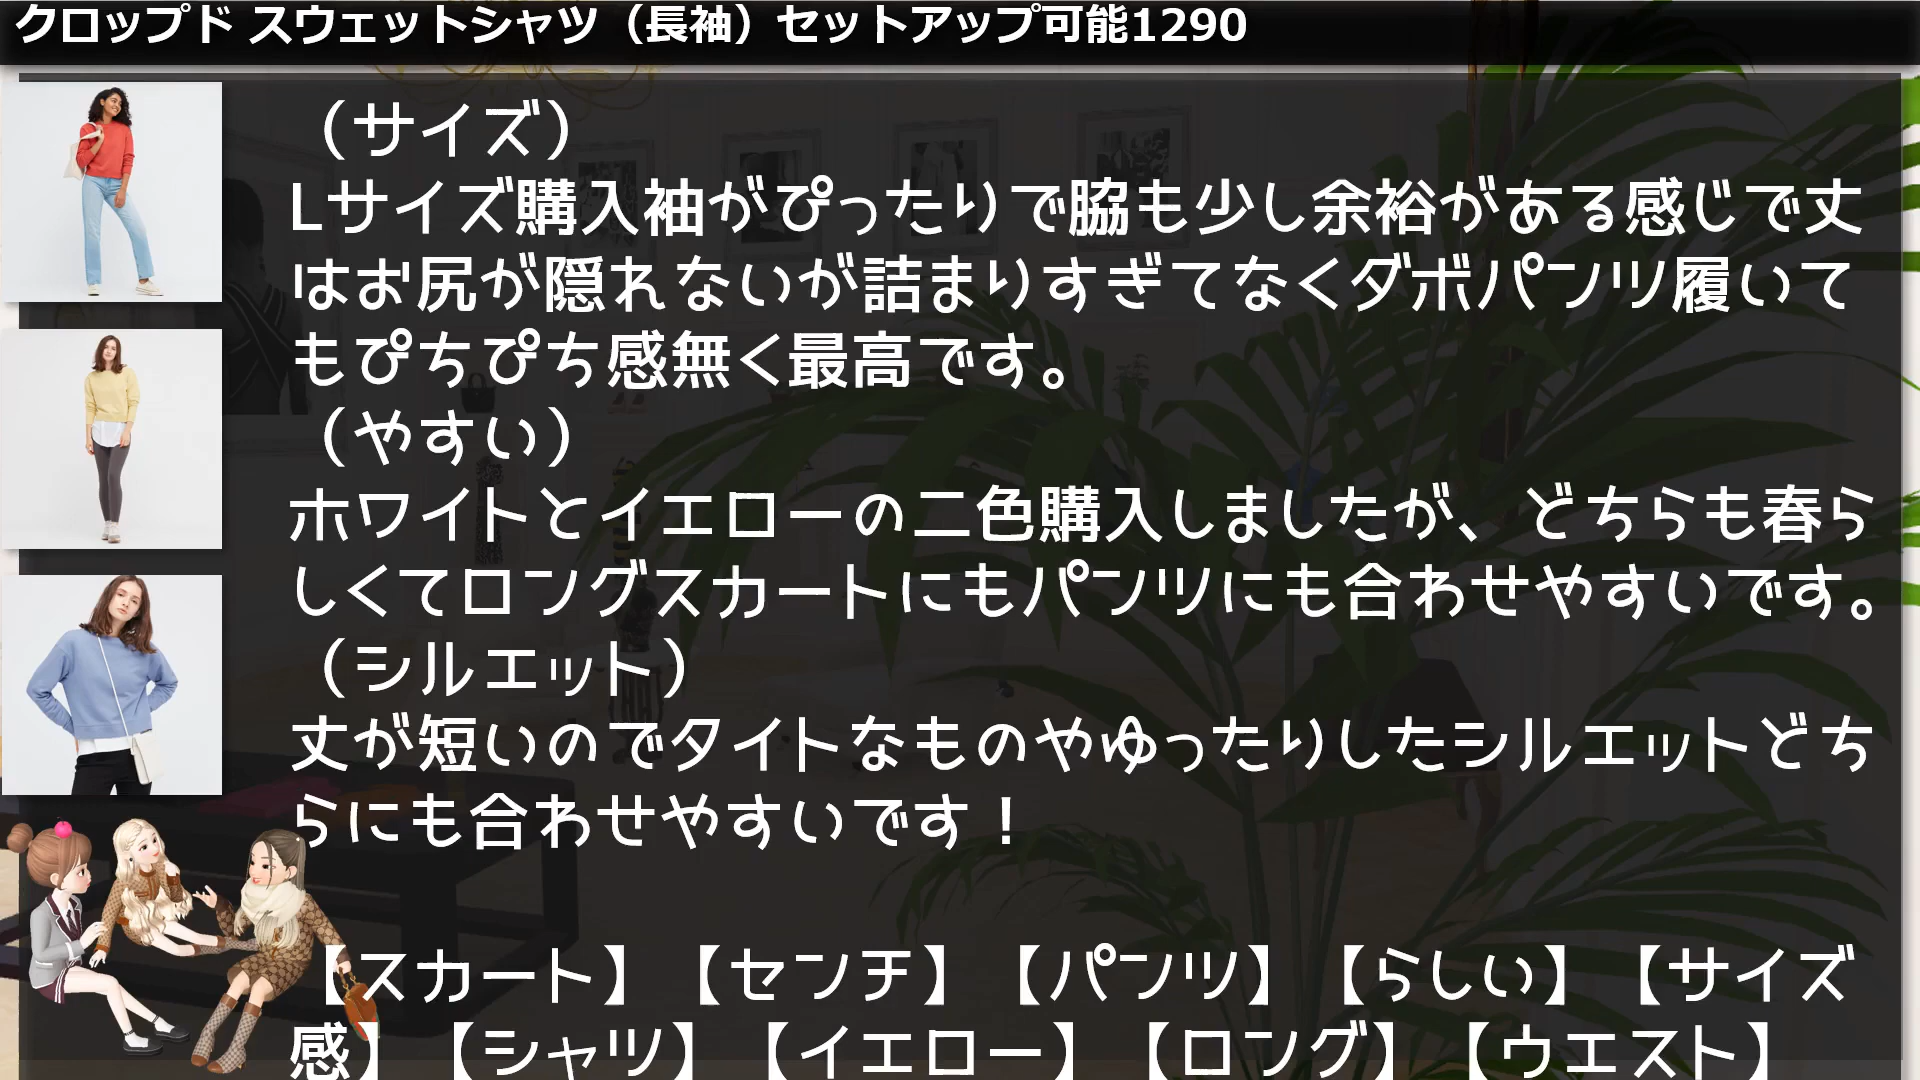 クロップド スウェットシャツ（長袖）セットアップ可能1290
（サイズ）
Lサイズ購入袖がぴったりで脇も少し余裕がある感じで丈
はお尻が隠れないが詰まりすぎてなくダボパンツ履いて
もぴちぴち感無く最高です。
（やすい）
ホワイトとイエローの二色購入しましたが、どちらも春ら
しくてロングスカートにもパンツにも合わせやすいです。
（シルエット）
丈が短いのでタイトなものやゆったりしたシルエットどち
らにも合わせやすいです！
【スカート】【センチ】【パンツ】【らしい】【サイズ
感】【シャツ】【イエロー】【ロング】【ウエスト】